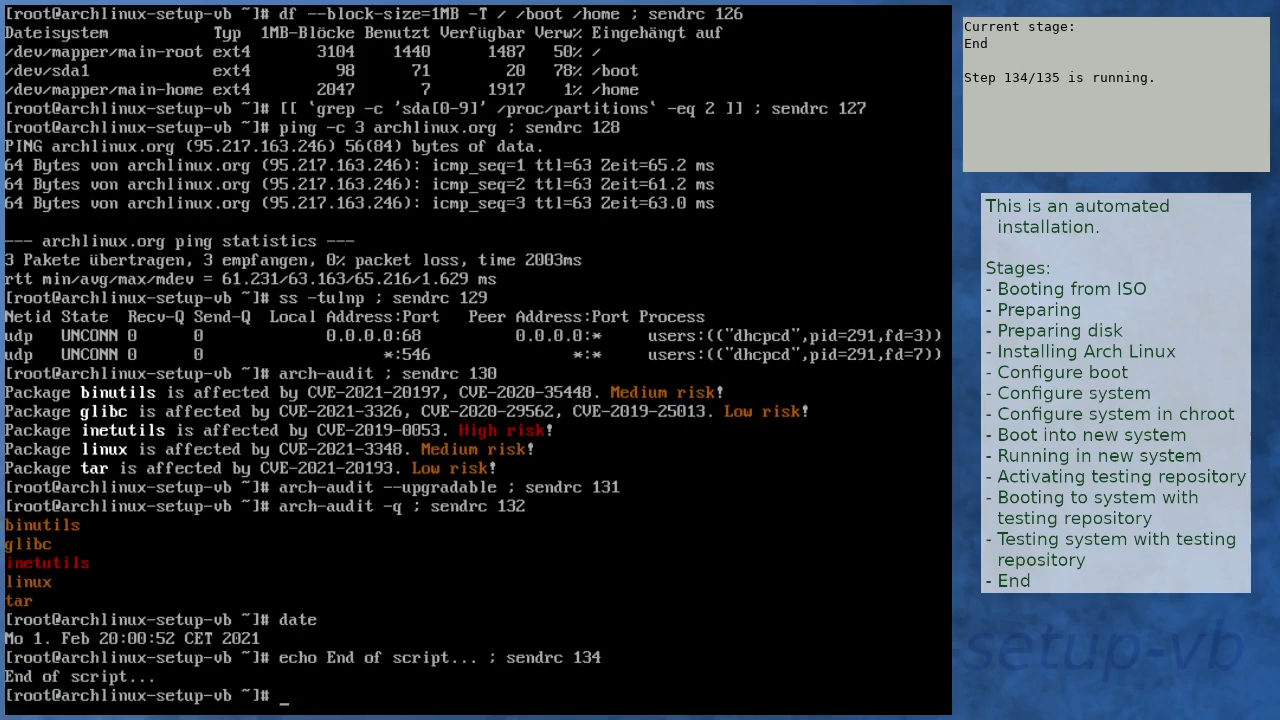 [root@archlinux-setup-vb ~]# df --block-size=1MB -T / /boot /home ; sendrc 126
Dateisystem           Typ  1MB-Blöcke Benutzt Verfügbar Verw% Eingehängt auf
/dev/mapper/main-root ext4       3104    1440      1487   50% /
/dev/sda1             ext4         98      71        20   78% /boot
/dev/mapper/main-home ext4       2047       7      1917    1% /home
[root@archlinux-setup-vb ~]# [[ `grep -c 'sda[0-9]' /proc/partitions` -eq 2 ]] ; sendrc 127
[root@archlinux-setup-vb ~]# ping -c 3 archlinux.org ; sendrc 128
PING archlinux.org (95.217.163.246) 56(84) bytes of data.
64 Bytes von archlinux.org (95.217.163.246): icmp_seq=1 ttl=63 Zeit=65.2 ms
64 Bytes von archlinux.org (95.217.163.246): icmp_seq=2 ttl=63 Zeit=61.2 ms
64 Bytes von archlinux.org (95.217.163.246): icmp_seq=3 ttl=63 Zeit=63.0 ms
--- archlinux.org ping statistics ---
3 Pakete übertragen, 3 empfangen, 0% packet loss, time 2003ms
rtt min/avg/max/mdev = 61.231/63.163/65.216/1.629 ms
[root@archlinux-setup-vb ~]# ss -tulnp ; sendrc 129
Netid State  Recv-Q Send-Q  Local Address:Port   Peer Address:Port Process
udp   UNCONN 0      0             0.0.0.0:68          0.0.0.0:*     users:(("dhcpcd",pid=291,fd=3))
udp   UNCONN 0      0                   *:546               *:*     users:(("dhcpcd",pid=291,fd=7))
[root@archlinux-setup-vb ~]# arch-audit ; sendrc 130
Package binutils is affected by CVE-2021-20197, CVE-2020-35448. Medium risk!
Package glibc is affected by CVE-2021-3326, CVE-2020-29562, CVE-2019-25013. Low risk!
Package inetutils is affected by CVE-2019-0053. High risk!
Package linux is affected by CVE-2021-3348. Medium risk!
Package tar is affected by CVE-2021-20193. Low risk!
[root@archlinux-setup-vb ~]# arch-audit --upgradable ; sendrc 131
[root@archlinux-setup-vb ~]# arch-audit -q ; sendrc 132
binutils
glibc
inetutils
linux
tar
[root@archlinux-setup-vb ~]# date
Mo 1. Feb 20:00:52 CET 2021
[root@archlinux-setup-vb ~]# echo End of script... ; sendrc 134
End of script...
[root@archlinux-setup-vb ~]# _
Current stage:
End
Step 134/135 is running.
This is an automated
installation.
Stages:
- Booting from ISO
- Preparing
- Preparing disk
- Installing Arch Linux
- Configure boot
- Configure system
- Configure system in chroot
- Boot into new system
- Running in new system
- Activating testing repository
- Booting to system with
testing repository
- Testing system with testing
repository
- End
-setup-vb